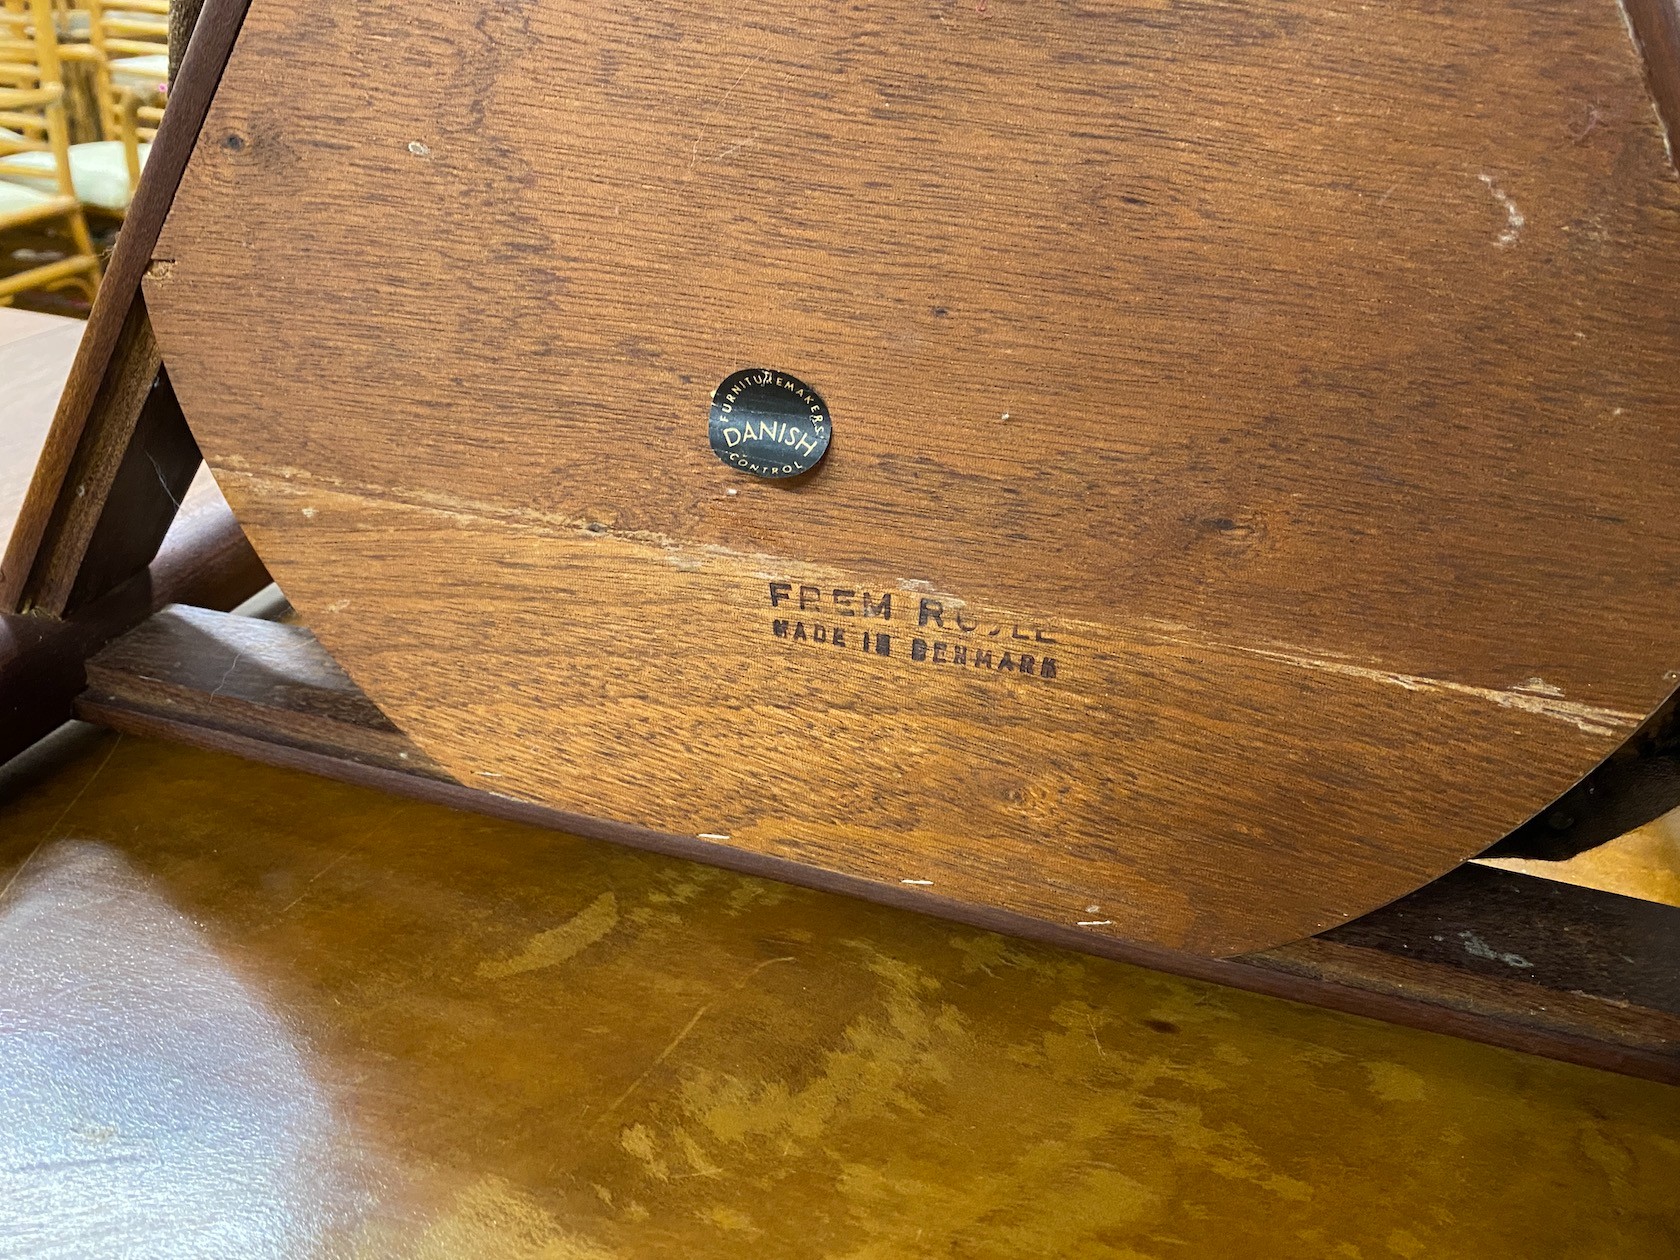 FURNITUREMAKERS'
DANISH
CONTROL
FREM
MADE IN DENMARK